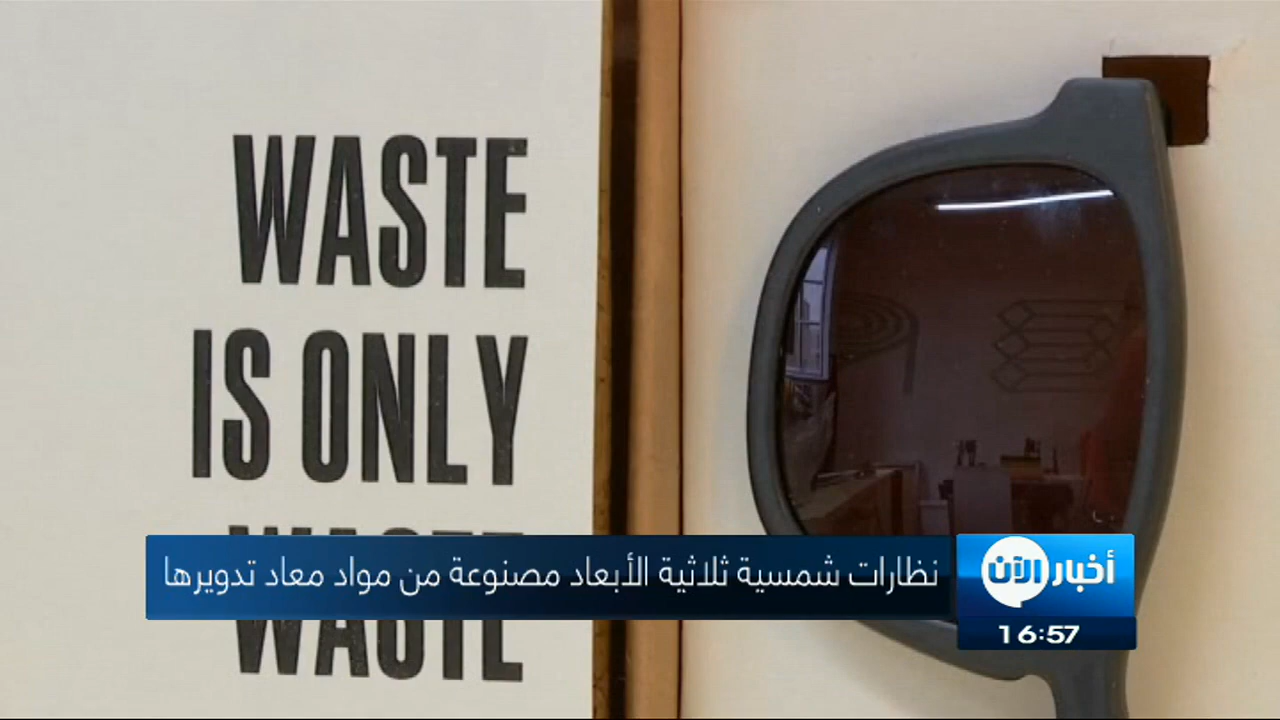 WASTE
IS ONLY
WASTE
نظارات شمسية ثلاثية الأبعاد مصنوعة من مواد معاد تدويرها
أخبار الآن
16:57